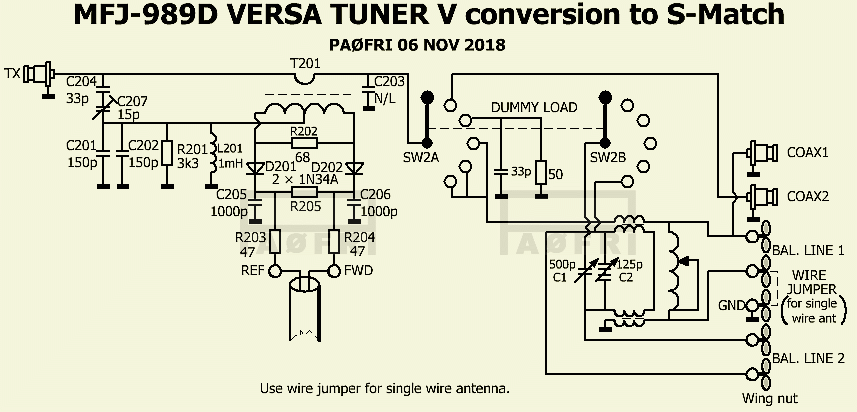 MFJ-989D VERSA TUNER V conversion to S-Match
PAØFRI 06 NOV 2018
TX
C204
33p
C207
15p
T201
C203
N/L
C201
150p
C202
150p
R201
3k3
L201
1mH
R202
68
D201
D202
2 × 1N34A
C205
1000p
R205
C206
1000p
R203
47
R204
47
REF
FWD
SW2A
DUMMY LOAD
33p
50
SW2B
COAX1
COAX2
500p
C1
125p
C2
BAL. LINE 1
WIRE
JUMPER
for single
wire ant
GND
BAL. LINE 2
Wing nut
Use wire jumper for single wire antenna.
PAØFRI
PAØFRI